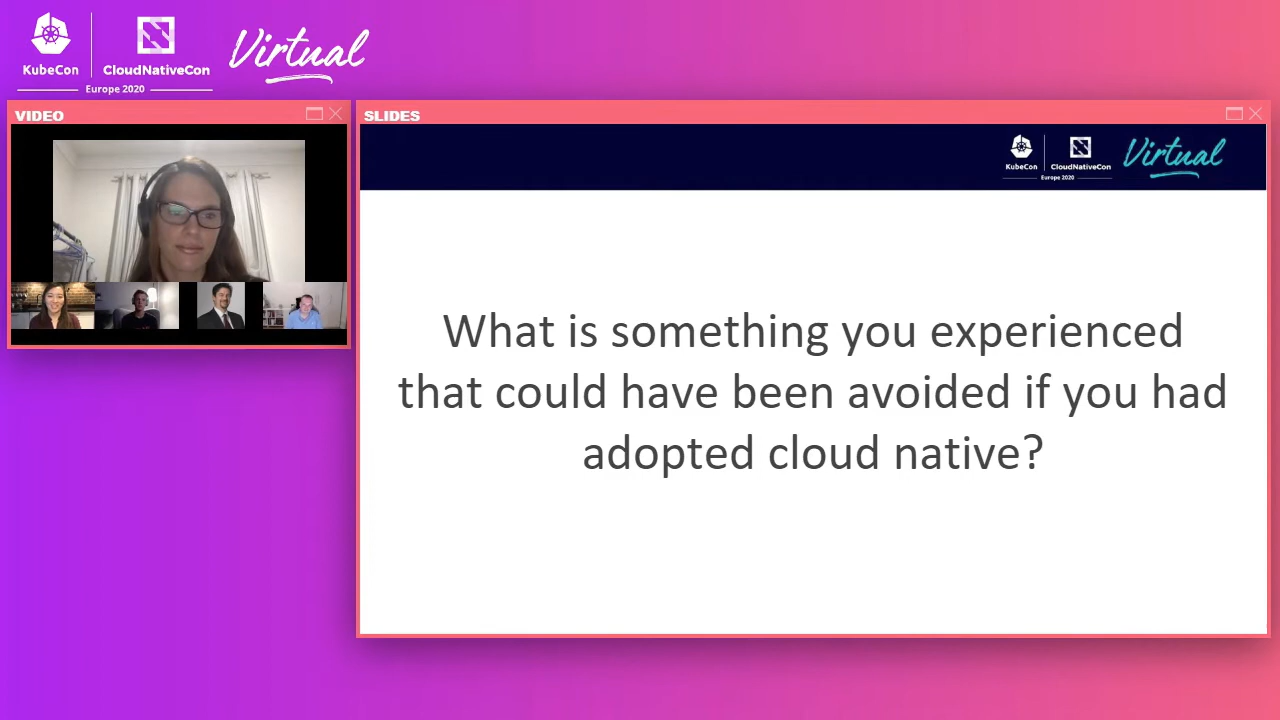 KubeCon
CloudNativeCon
Europe 2020
Virtual
VIDEO
SLIDES
KubeCon
CloudNativeCon
Europe 2020
Virtual
What is something you experienced
that could have been avoided if you had
adopted cloud native?